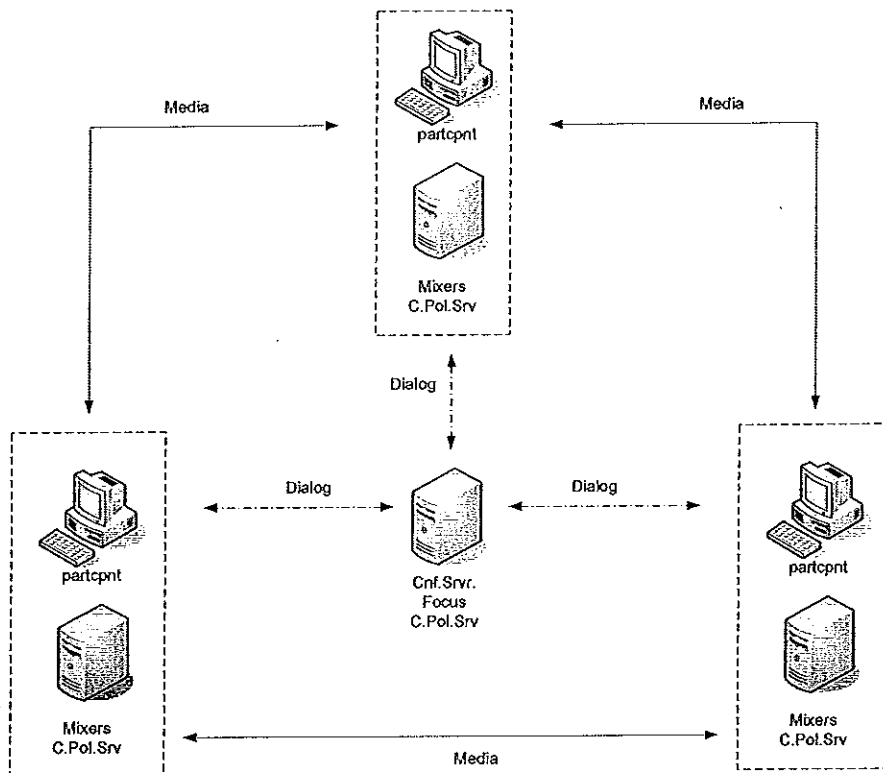 Media
Media
partcpnt
Mixers
C.Pol.Srv
Dialog
Dialog
Dialog
partcpnt
Cnf.Srvr.
Focus
C.Pol.Srv
partcpnt
Mixers
C.Pol.Srv
Mixers
C.Pol.Srv
Media